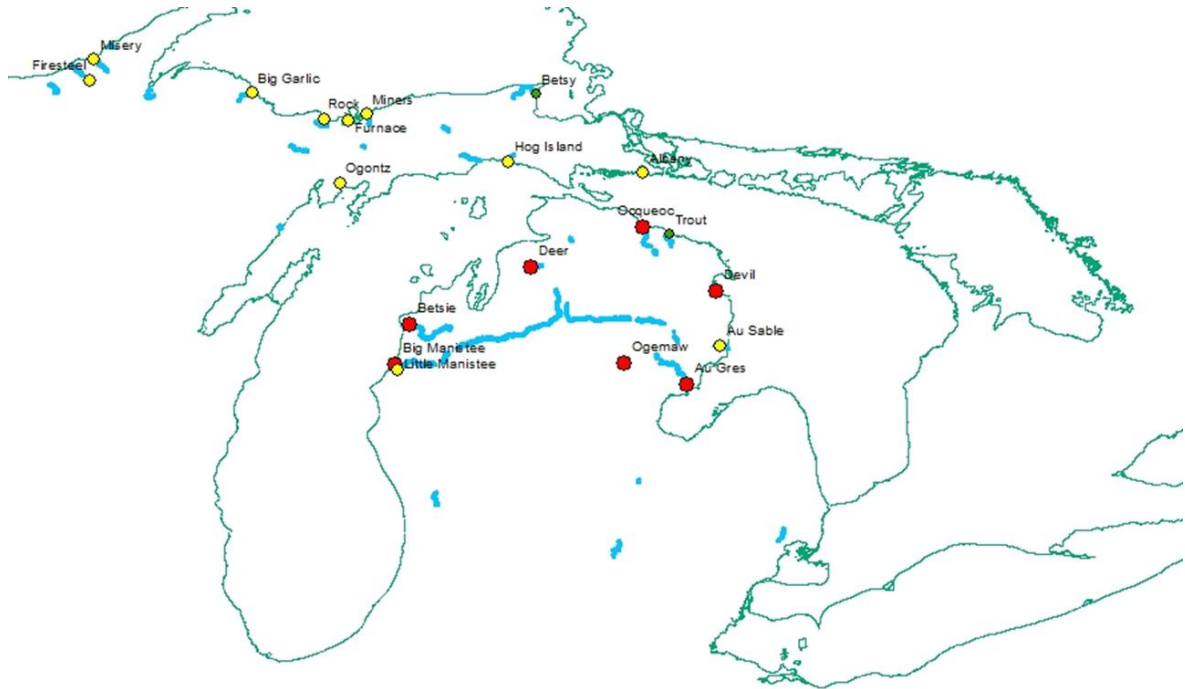 Misery
Firesteel
Big Garlic
Betsy
Rock
Miners
Furnace
Hog Island
Albany
Ogontz
Ocqueoc
Trout
Deer
Devil
Betsie
Au Sable
Big Manistee
Ogemaw
Little Manistee
Au Gres